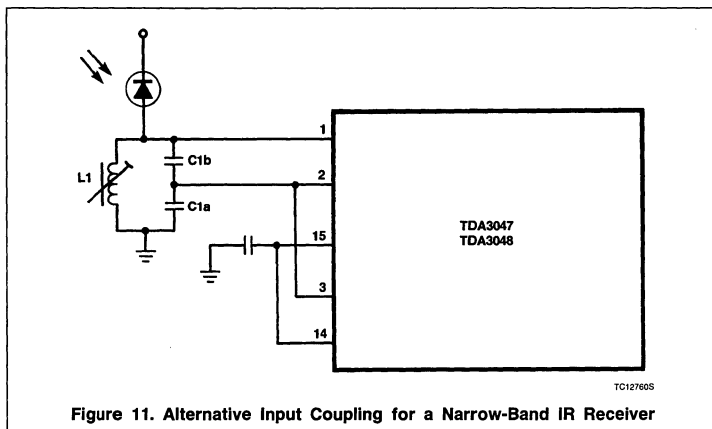 1
C1b
L1
2
C1a
TDA3047
TDA3048
15
3
14
TC12760S
Figure 11. Alternative Input Coupling for a Narrow-Band IR Receiver